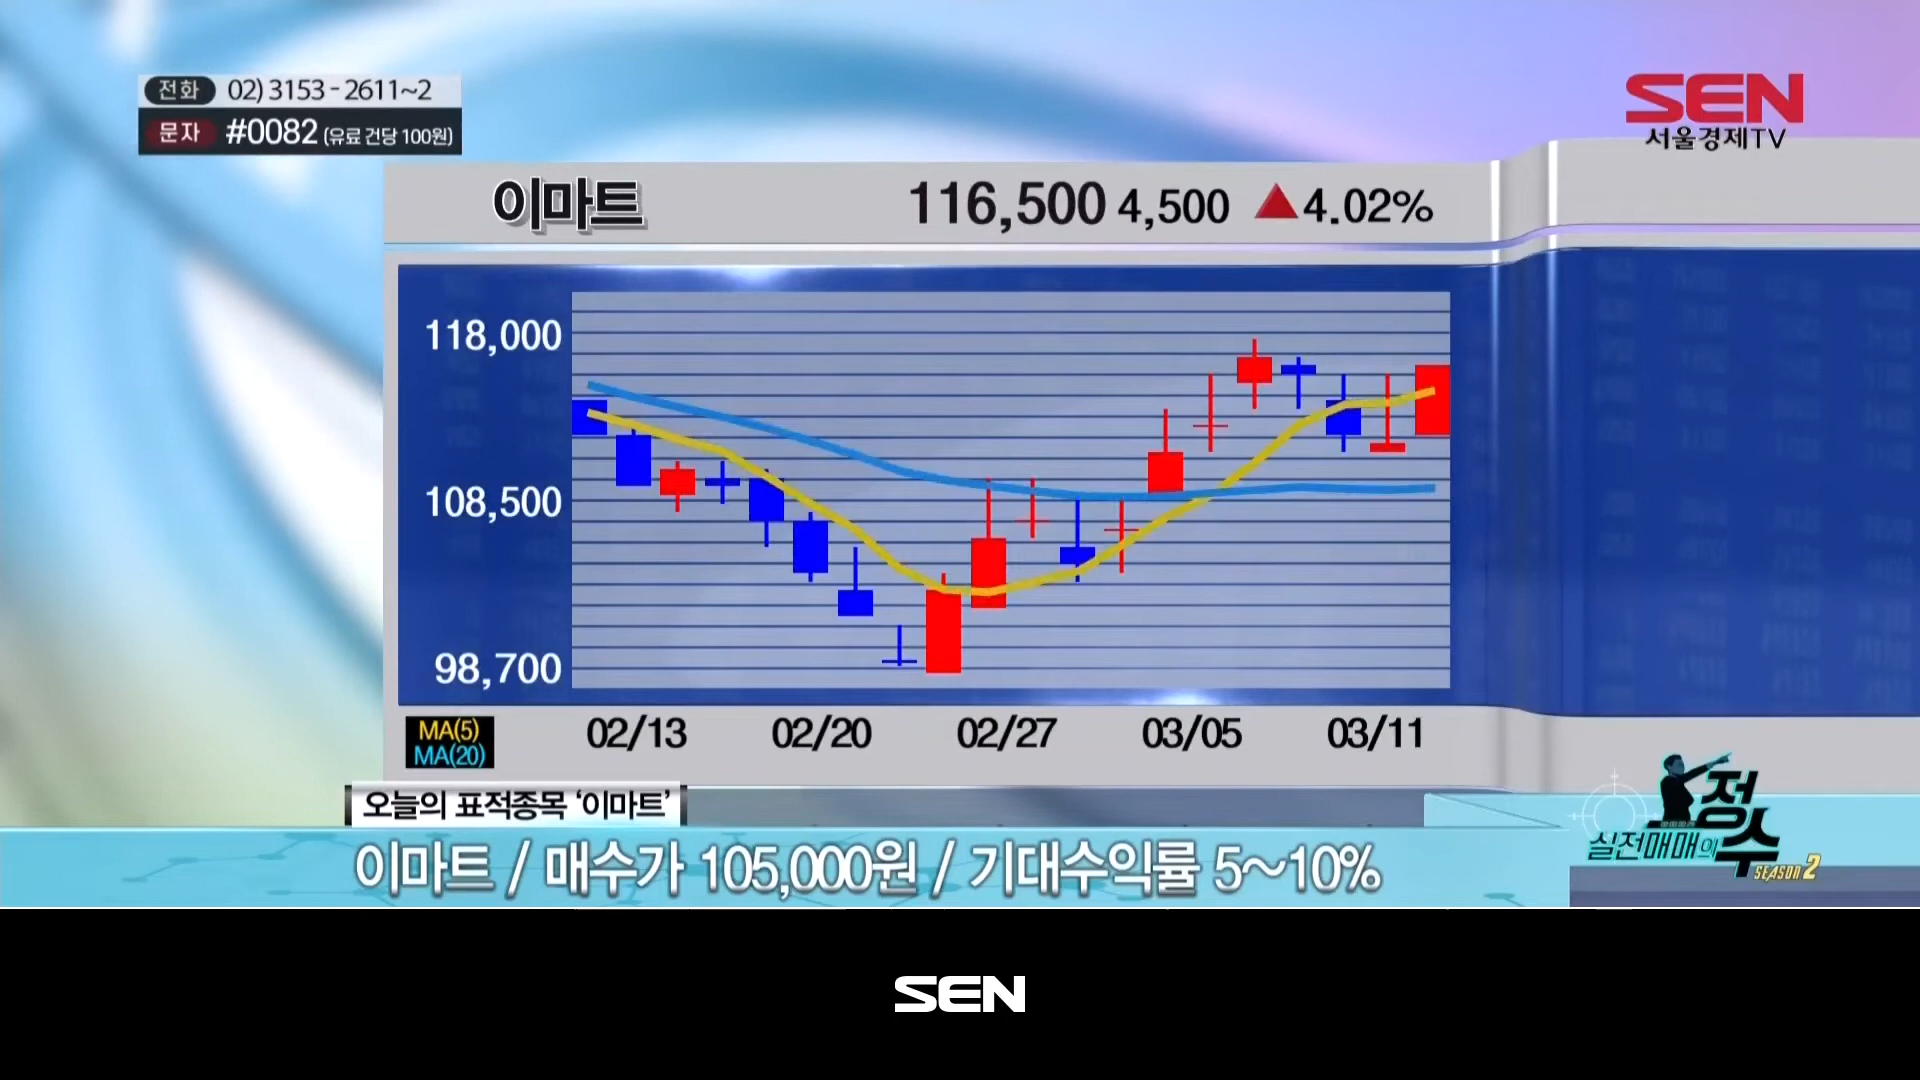 전화 02) 3153-2611~2
문자 #0082 (유료 건당 100원)
SEN
서울경제TV
이마트 116,500 4,500 ▲4.02%
118,000
108,500
98,700
MA(5)
MA(20)
02/13 02/20 02/27 03/05 03/11
오늘의 표적종목 ‘이마트’
이마트 / 매수가 105,000원 / 기대수익률 5~10%
실전매매의 정수
SEASON 2
SEN